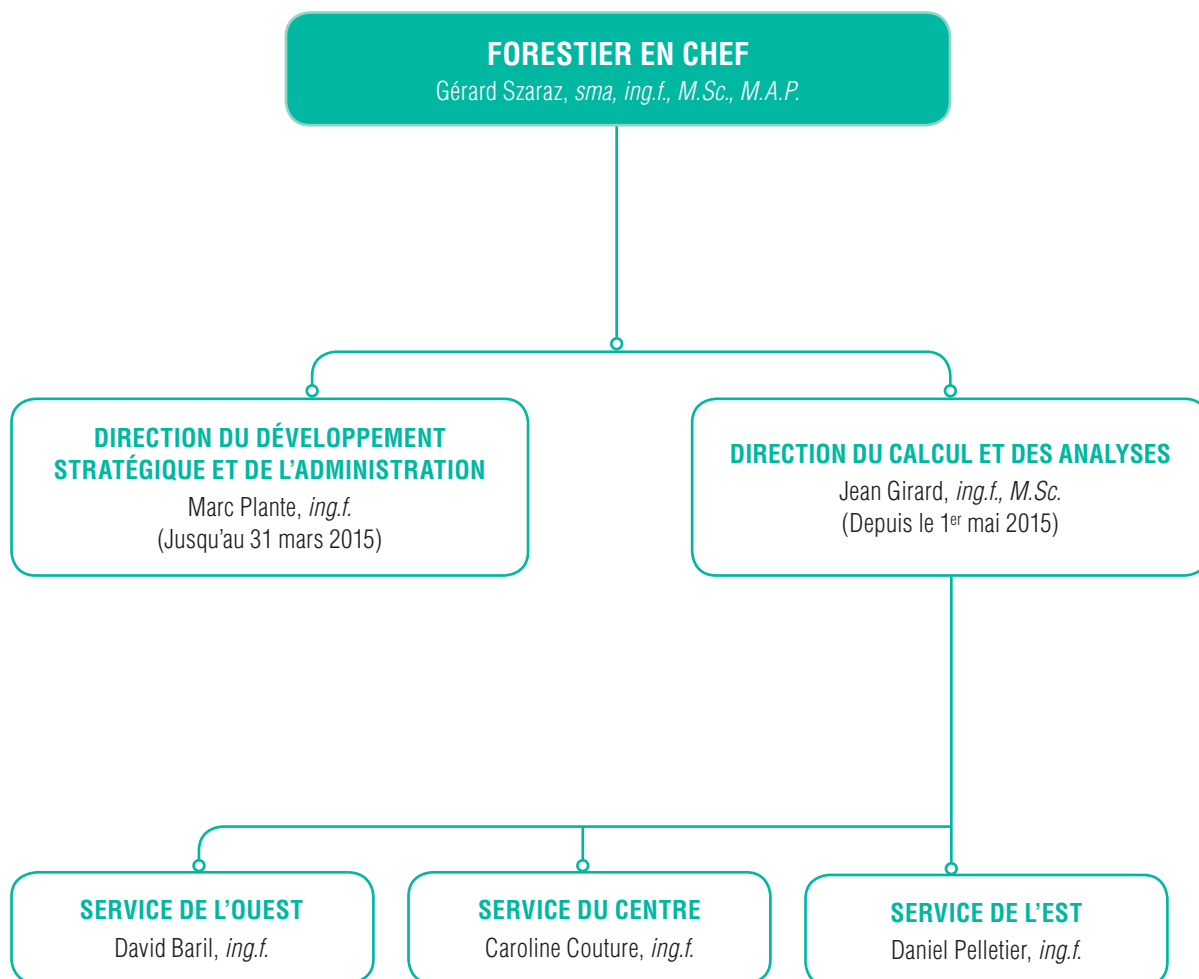 FORESTIER EN CHEF
Gérard Szaraz, sma, ing.f., M.Sc., M.A.P.
DIRECTION DU DÉVELOPPEMENT
STRATÉGIQUE ET DE L'ADMINISTRATION
Marc Plante, ing.f.
(Jusqu'au 31 mars 2015)
DIRECTION DU CALCUL ET DES ANALYSES
Jean Girard, ing.f., M.Sc.
(Depuis le 1er mai 2015)
SERVICE DE L'OUEST
David Baril, ing.f.
SERVICE DU CENTRE
Caroline Couture, ing.f.
SERVICE DE L'EST
Daniel Pelletier, ing.f.